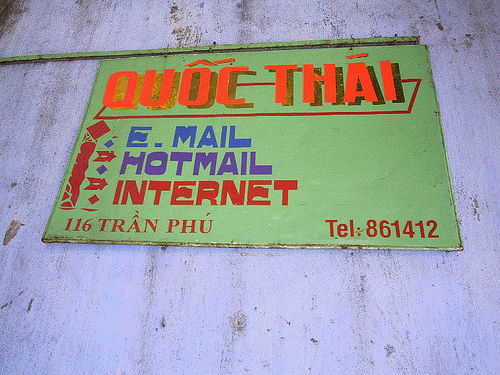 QUỐC THÁI
E. MAIL
HOTMAIL
INTERNET
116 TRẦN PHÚ Tel: 861412